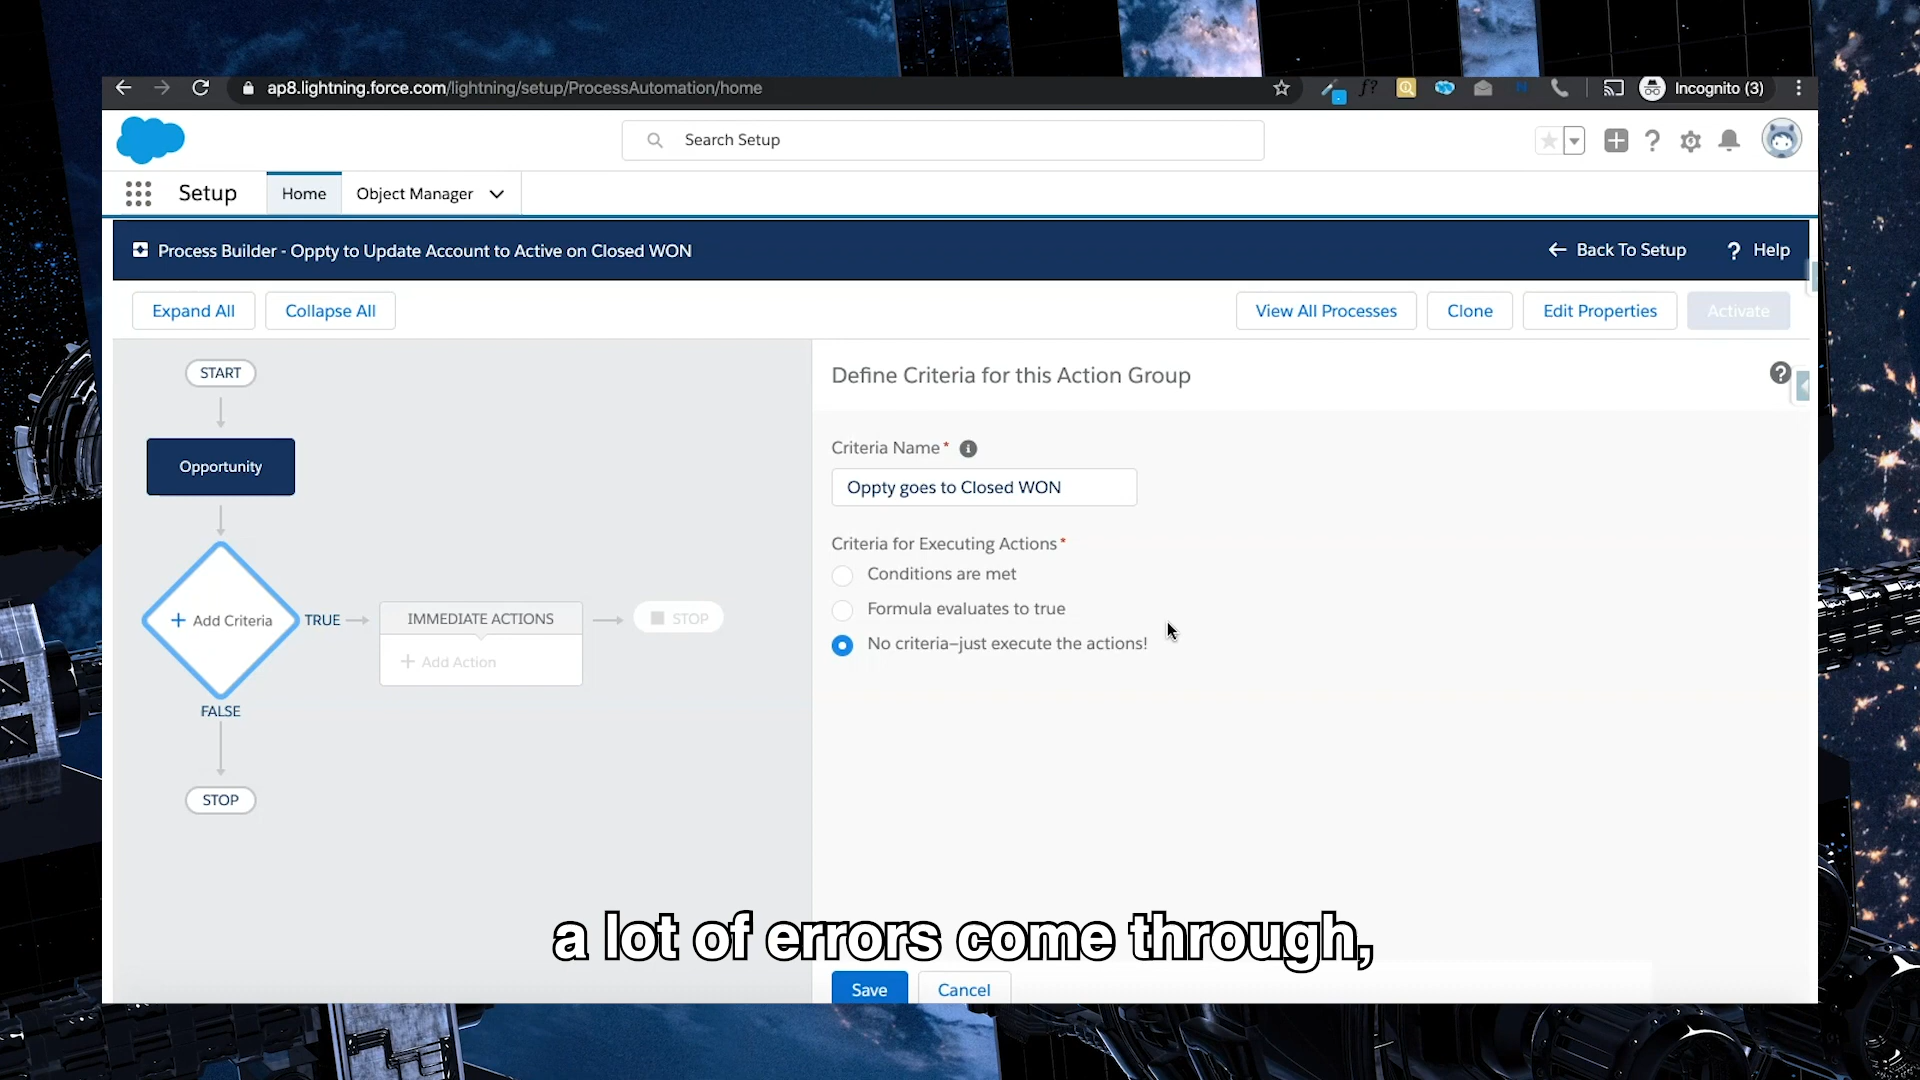 ap8.lightning.force.com/lightning/setup/ProcessAutomation/home
f?
Incognito (3)
Search Setup
Setup
Home
Object Manager
Process Builder - Oppty to Update Account to Active on Closed WON
Back To Setup
? Help
Expand All
Collapse All
View All Processes
Clone
Edit Properties
Activate
START
Define Criteria for this Action Group
Opportunity
Criteria Name*
Oppty goes to Closed WON
Criteria for Executing Actions*
Conditions are met
Formula evaluates to true
No criteria—just execute the actions!
+ Add Criteria
TRUE
IMMEDIATE ACTIONS
STOP
+ Add Action
FALSE
STOP
a lot of errors come through,
Save
Cancel